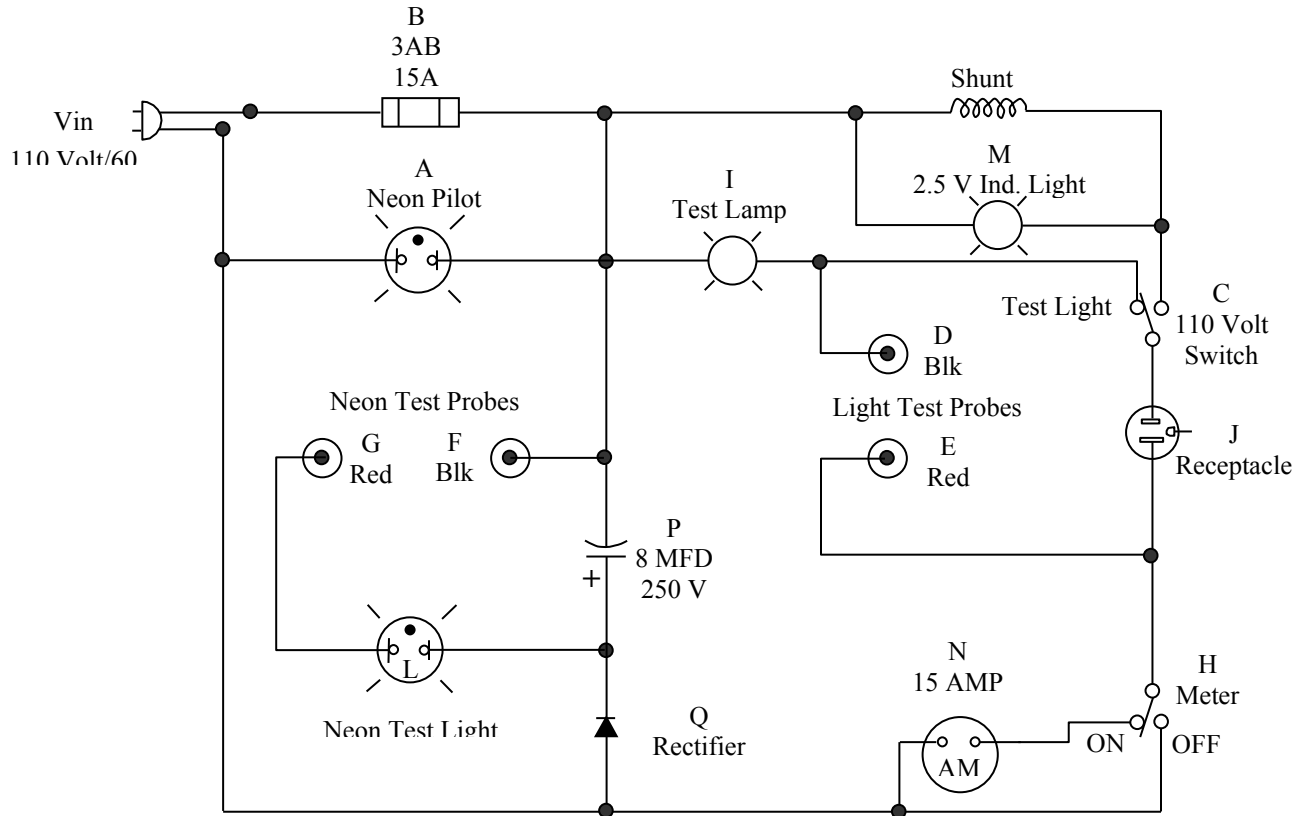 B
3AB
15A
Shunt
Vin
110 Volt/60
A
Neon Pilot
I
Test Lamp
M
2.5 V Ind. Light
Test Light
C
110 Volt
Switch
D
Blk
Neon Test Probes
Light Test Probes
G
Red
F
Blk
E
Red
J
Receptacle
P
8 MFD
250 V
+
L
Neon Test Light
Q
Rectifier
N
15 AMP
AM
H
Meter
ON
OFF